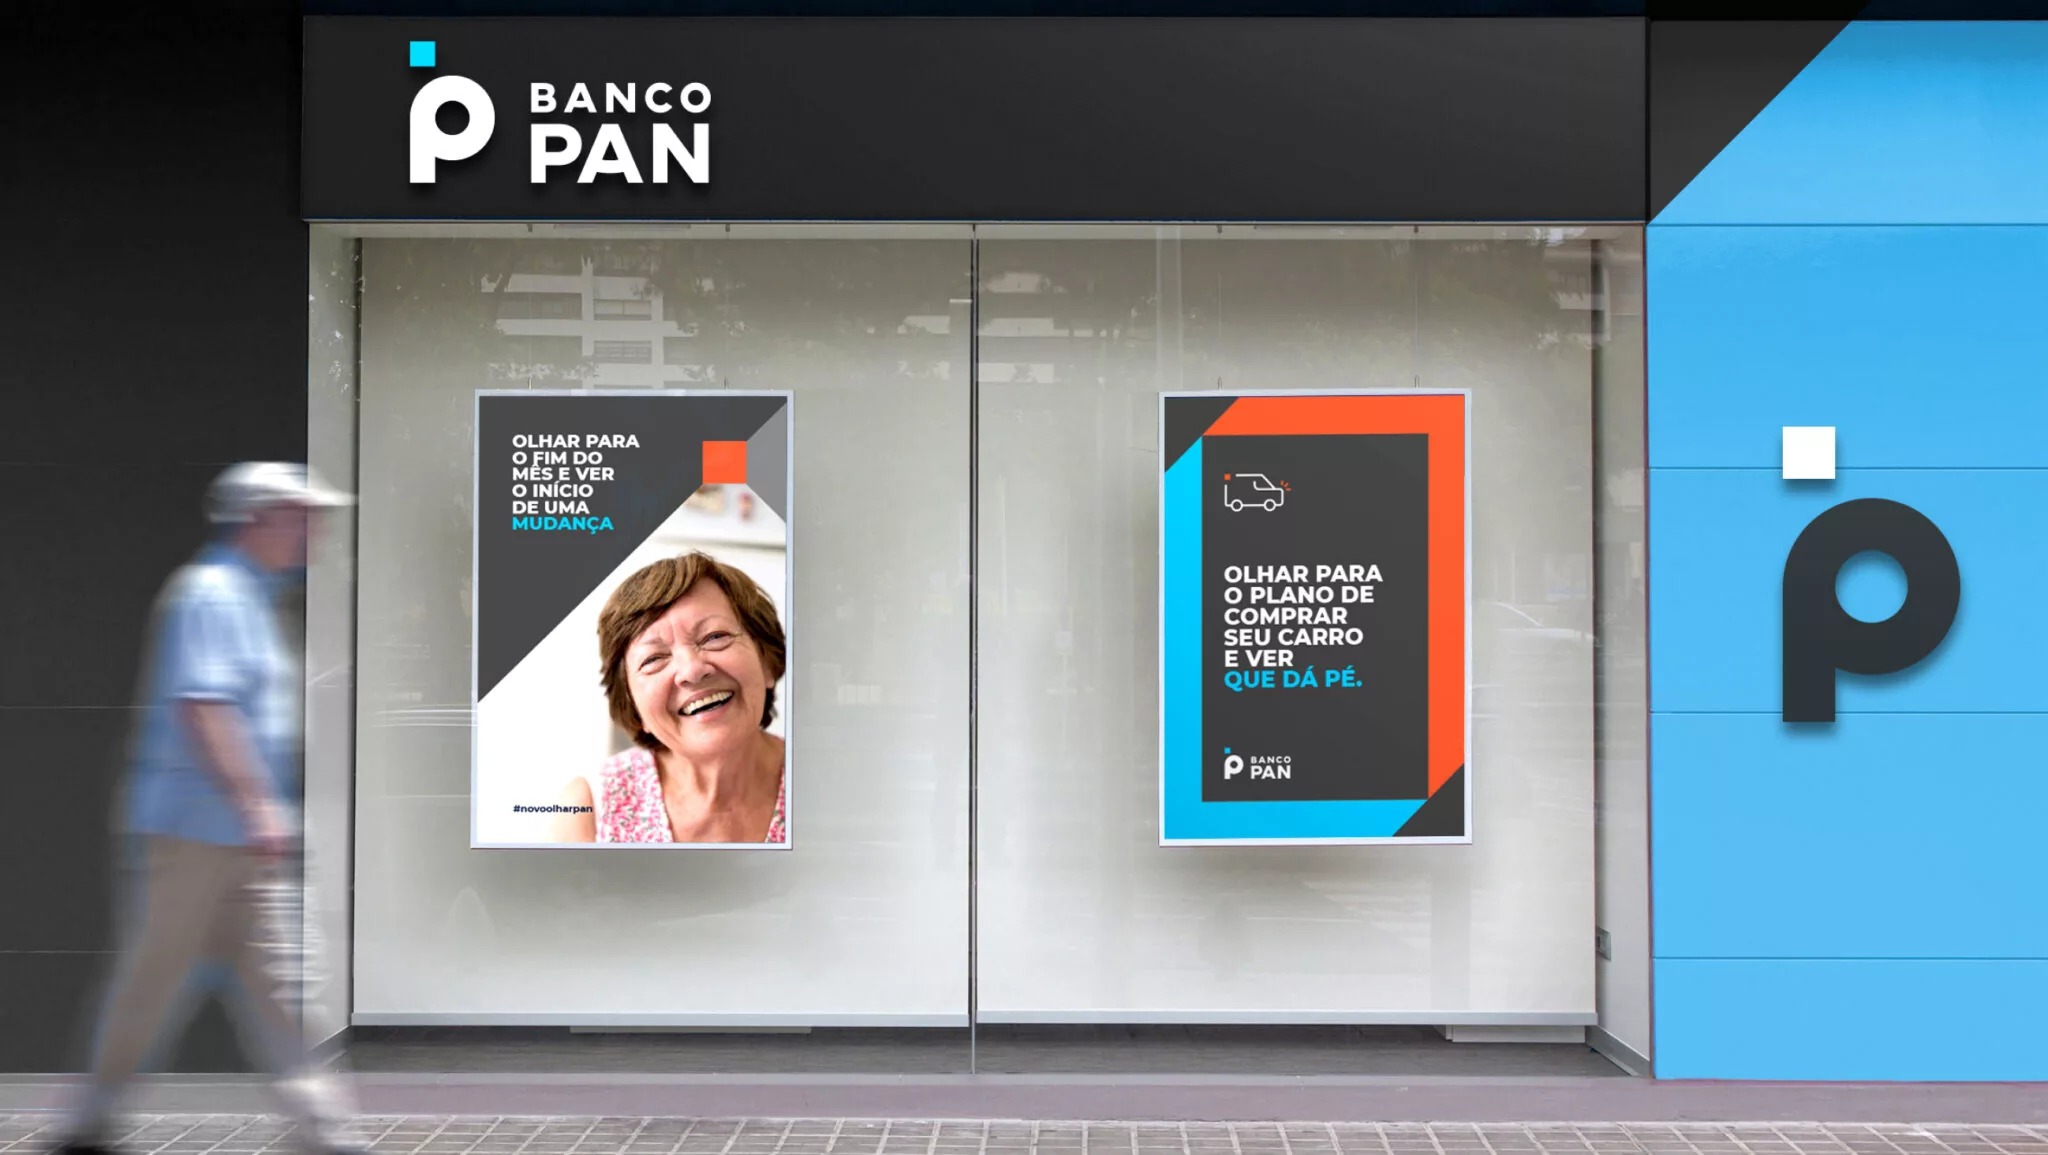 BANCO
PAN
OLHAR PARA
O FIM DO
MÊS E VER
O INÍCIO
DE UMA
MUDANÇA
#novoolharpan
OLHAR PARA
O PLANO DE
COMPRAR
SEU CARRO
E VER
QUE DÁ PÉ.
BANCO
PAN